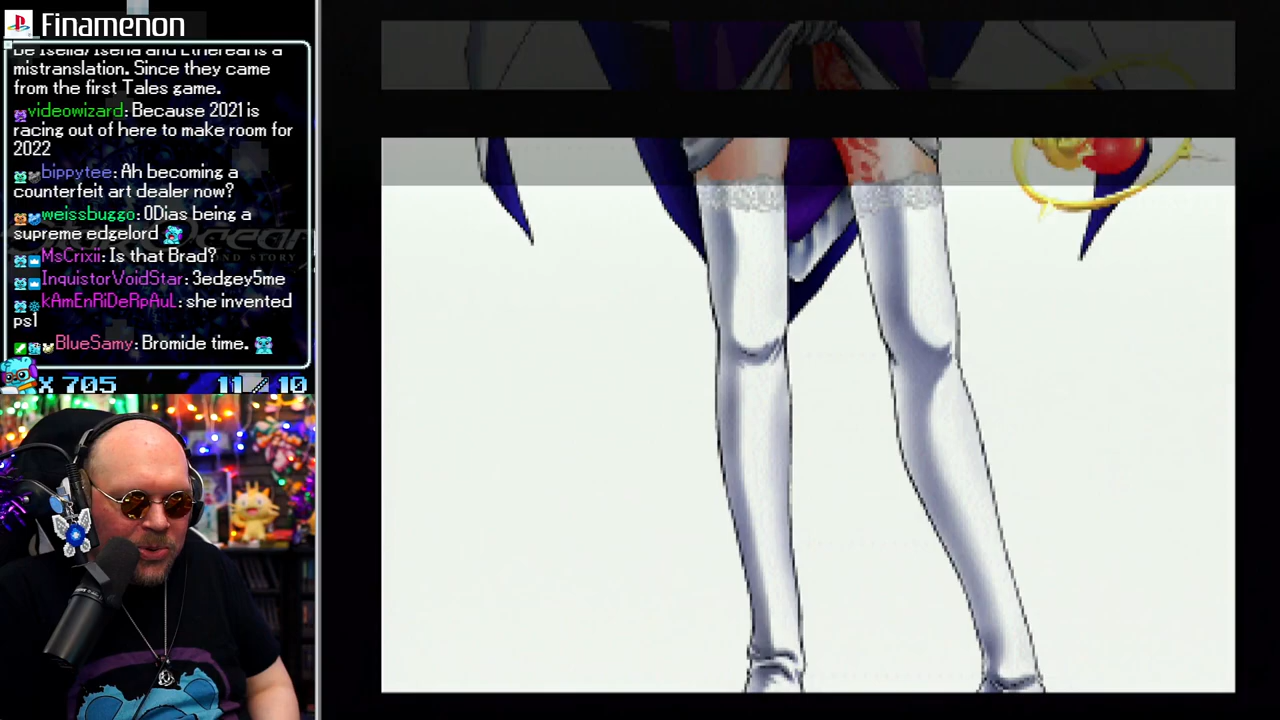 Finamenon
be Isella/Isena and Ethereal is a
mistranslation. Since they came
from the first Tales game.
videowizard: Because 2021 is
racing out of here to make room for
2022
bippytee: Ah becoming a
counterfeit art dealer now?
weissbuggo: 0Dias being a
supreme edgelord
MsCrixii: Is that Brad?
InquistorVoidStar: 3edgey5me
kAmEnRiDeRpAuL: she invented
ps1
BlueSamy: Bromide time.
X 705 11/10